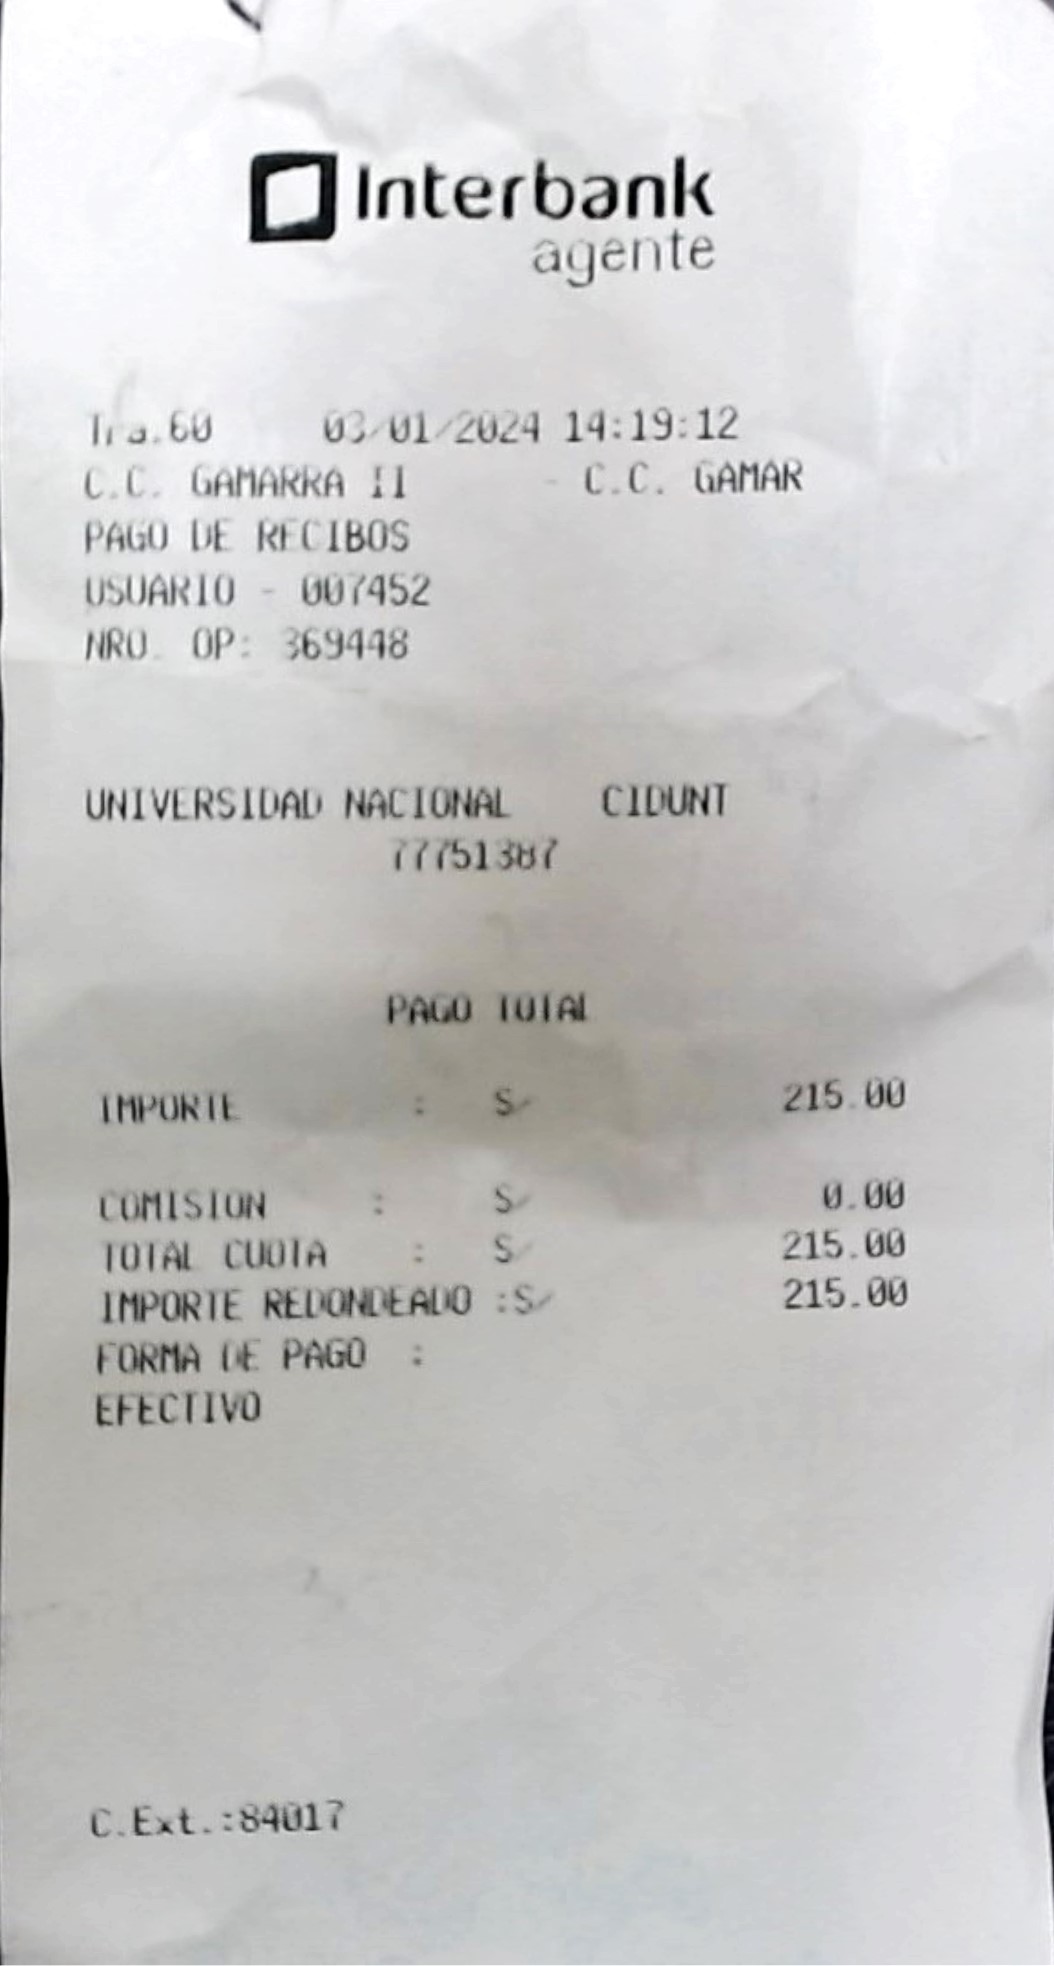 Interbank
agente
Tra.60 03/01/2024 14:19:12
C.C. GAMARRA II - C.C. GAMAR
PAGO DE RECIBOS
USUARIO - 007452
NRO. OP: 369448
UNIVERSIDAD NACIONAL CIDUNT
77751387
PAGO TOTAL
IMPORTE : S/ 215.00
COMISION : S/ 0.00
TOTAL CUOTA : S/ 215.00
IMPORTE REDONDEADO :S/ 215.00
FORMA DE PAGO :
EFECTIVO
C.Ext.:84017